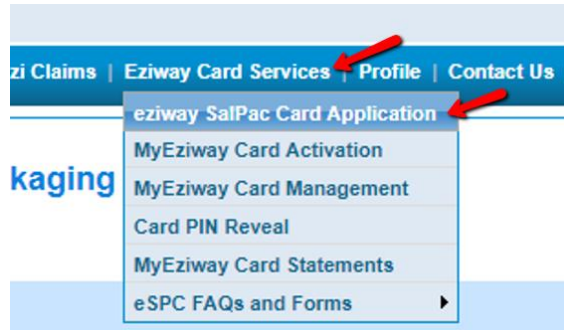 zi Claims | Eziway Card Services | Profile | Contact Us
eziway SalPac Card Application
kaging
MyEziway Card Activation
MyEziway Card Management
Card PIN Reveal
MyEziway Card Statements
eSPC FAQs and Forms